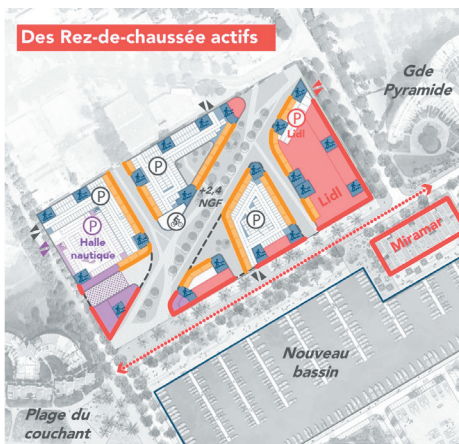 Des Rez-de-chaussée actifs
Gde
Pyramide
P
Lidl
P
P
+2,4
NGF
Lidl
P
Halle
nautique
P
Miramar
Nouveau
bassin
Plage du
couchant